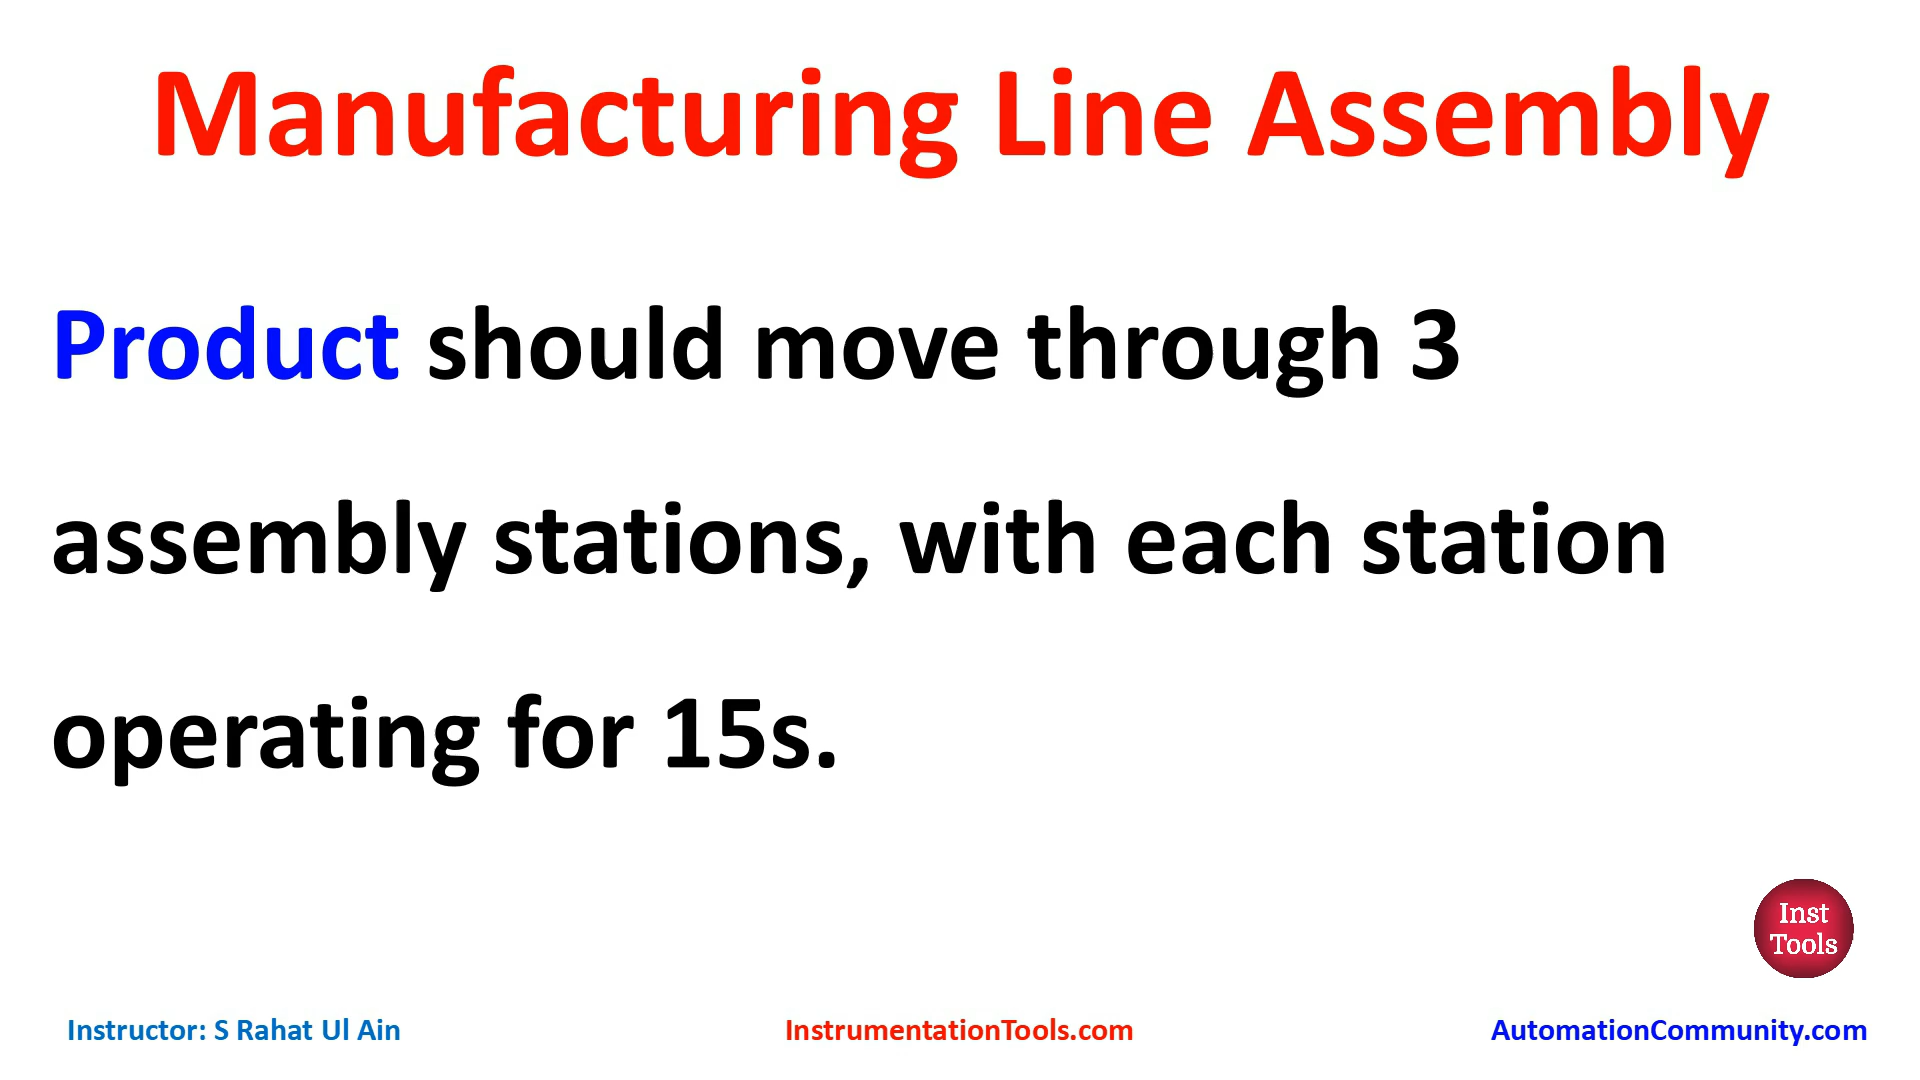 Manufacturing Line Assembly
Product should move through 3
assembly stations, with each station
operating for 15s.
Inst
Tools
Instructor: S Rahat Ul Ain
InstrumentationTools.com
AutomationCommunity.com